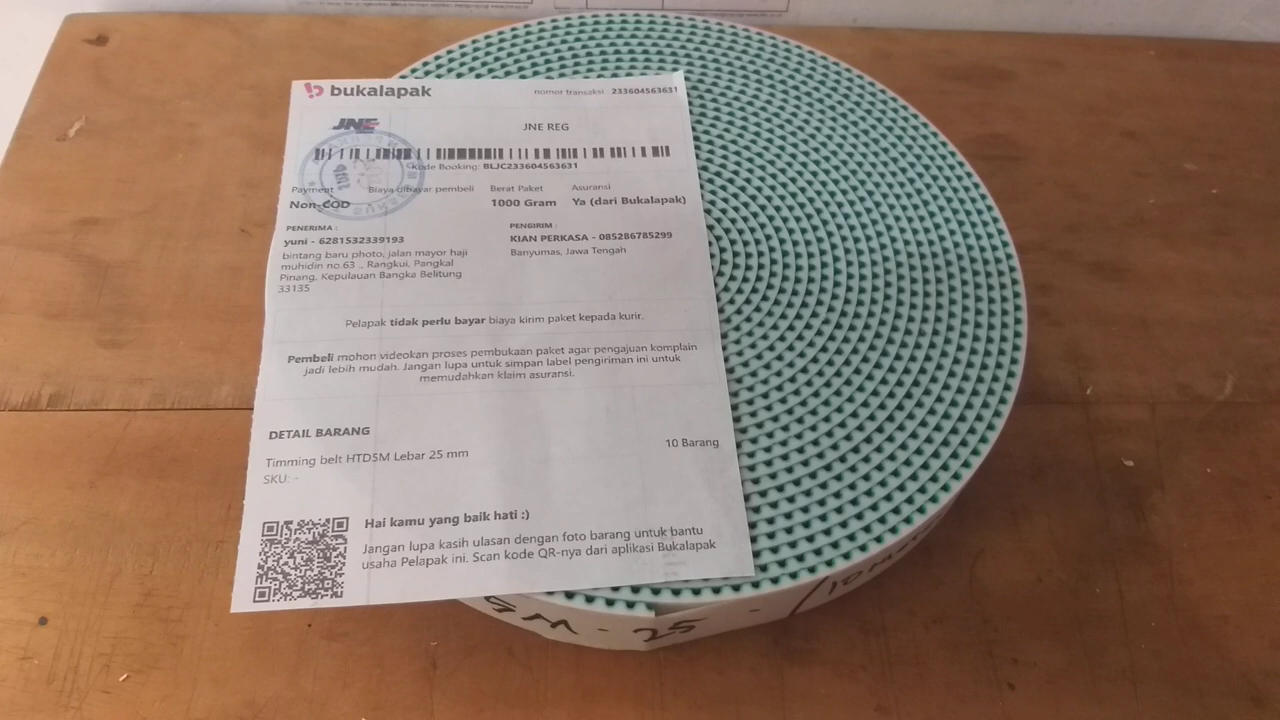 bukalapak
nomor transaksi 233604563631
JNE
JNE REG
Kode Booking: BLJC233604563631
Payment Biaya dibayar pembeli Berat Paket Asuransi
Non-COD 1000 Gram Ya (dari Bukalapak)
PENERIMA :
yuni - 6281532339193
bintang baru photo, jalan mayor haji
muhidin no.63 ., Rangkui, Pangkal
Pinang, Kepulauan Bangka Belitung
33135
PENGIRIM :
KIAN PERKASA - 085286785299
Banyumas, Jawa Tengah
Pelapak tidak perlu bayar biaya kirim paket kepada kurir.
Pembeli mohon videokan proses pembukaan paket agar pengajuan komplain
jadi lebih mudah. Jangan lupa untuk simpan label pengiriman ini untuk
memudahkan klaim asuransi.
DETAIL BARANG
Timming belt HTD5M Lebar 25 mm
10 Barang
SKU: -
Hai kamu yang baik hati :)
Jangan lupa kasih ulasan dengan foto barang untuk bantu
usaha Pelapak ini. Scan kode QR-nya dari aplikasi Bukalapak
5M - 25 - (10 M